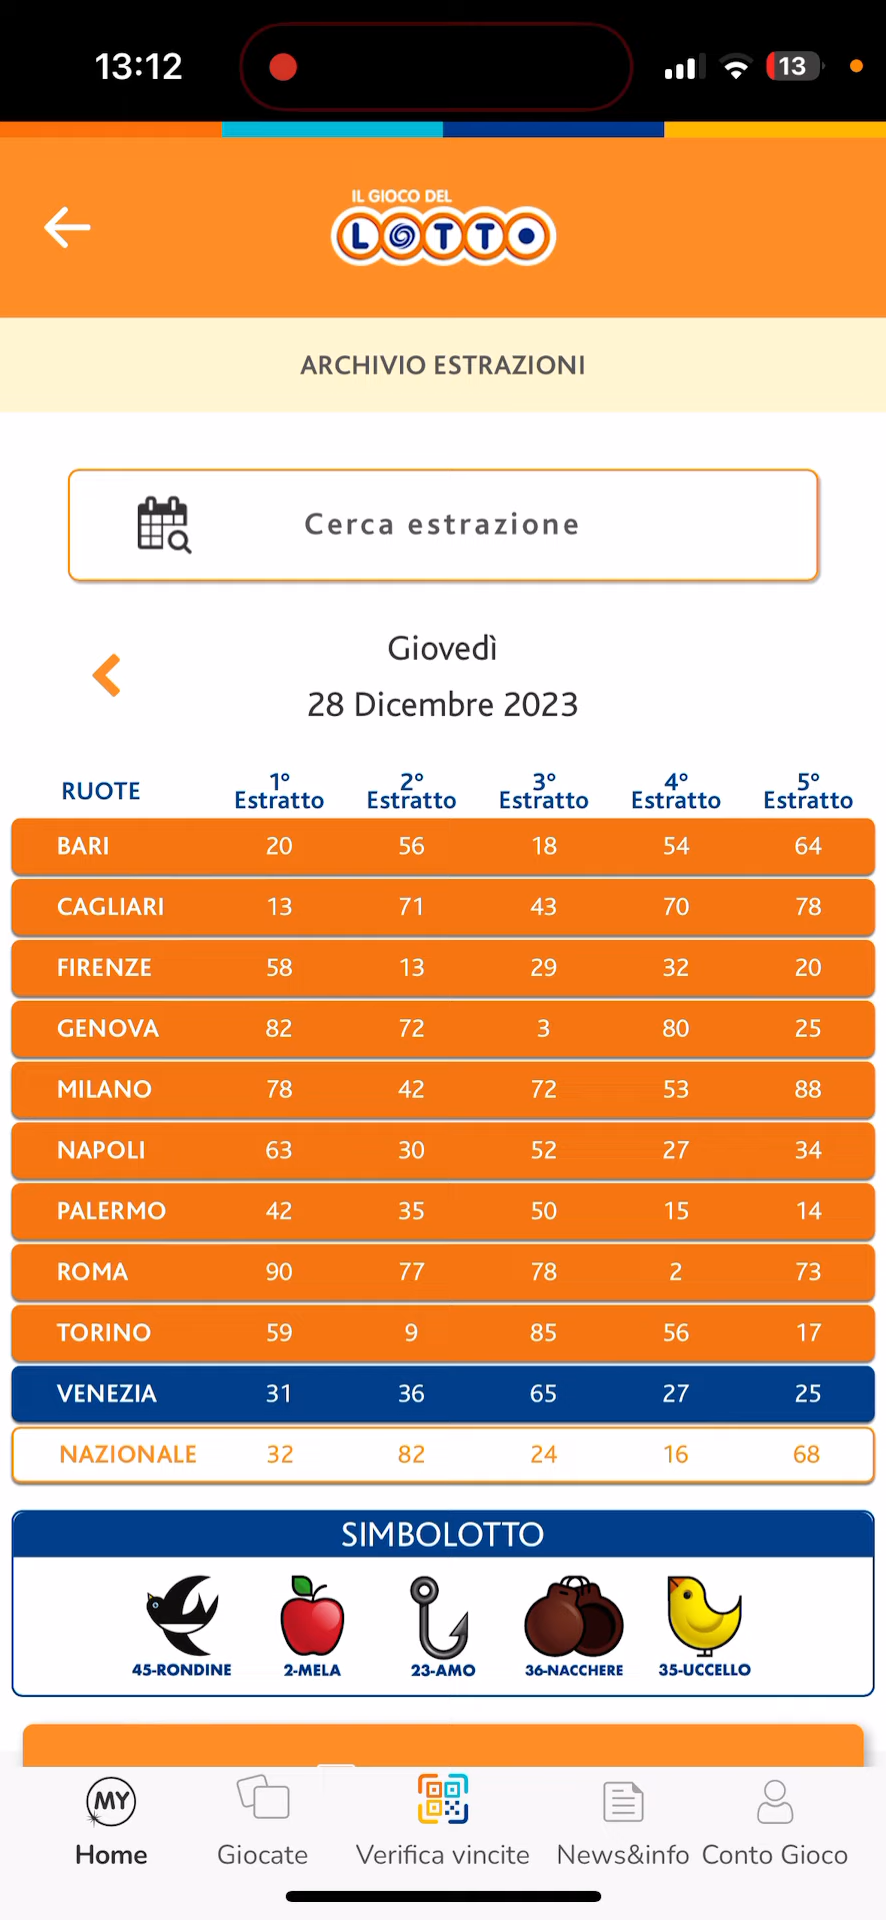 13:12
13
IL GIOCO DEL
LOTTO
ARCHIVIO ESTRAZIONI
Cerca estrazione
Giovedì
28 Dicembre 2023
RUOTE 1° Estratto 2° Estratto 3° Estratto 4° Estratto 5° Estratto
BARI 20 56 18 54 64
CAGLIARI 13 71 43 70 78
FIRENZE 58 13 29 32 20
GENOVA 82 72 3 80 25
MILANO 78 42 72 53 88
NAPOLI 63 30 52 27 34
PALERMO 42 35 50 15 14
ROMA 90 77 78 2 73
TORINO 59 9 85 56 17
VENEZIA 31 36 65 27 25
NAZIONALE 32 82 24 16 68
SIMBOLOTTO
45-RONDINE 2-MELA 23-AMO 36-NACCHERE 35-UCCELLO
MY
Home Giocate Verifica vincite News&info Conto Gioco